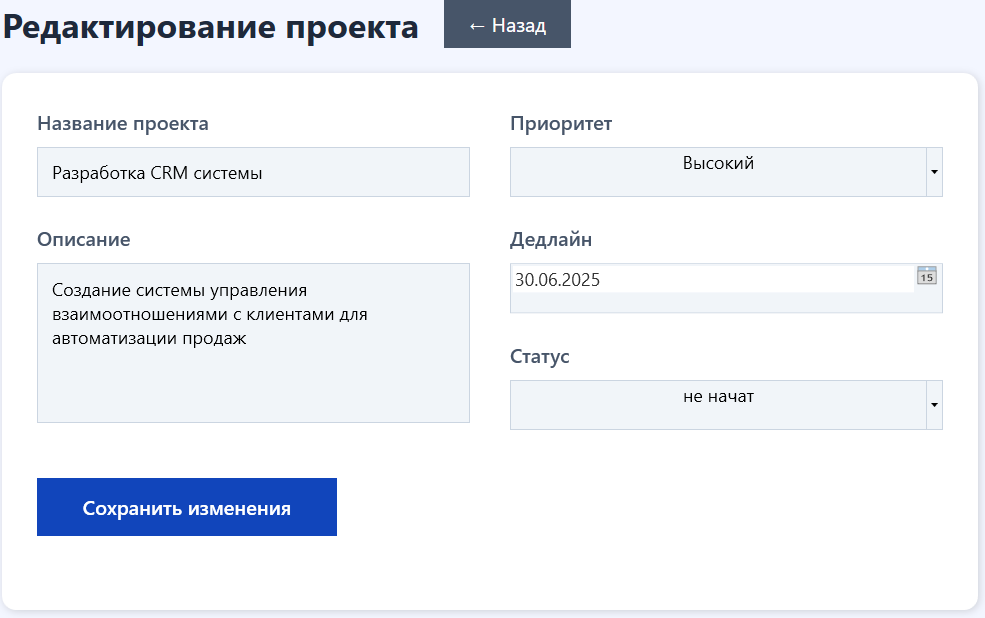 Редактирование проекта
← Назад
Название проекта
Разработка CRM системы
Описание
Создание системы управления
взаимоотношениями с клиентами для
автоматизации продаж
Приоритет
Высокий
Дедлайн
30.06.2025
15
Статус
не начат
Сохранить изменения